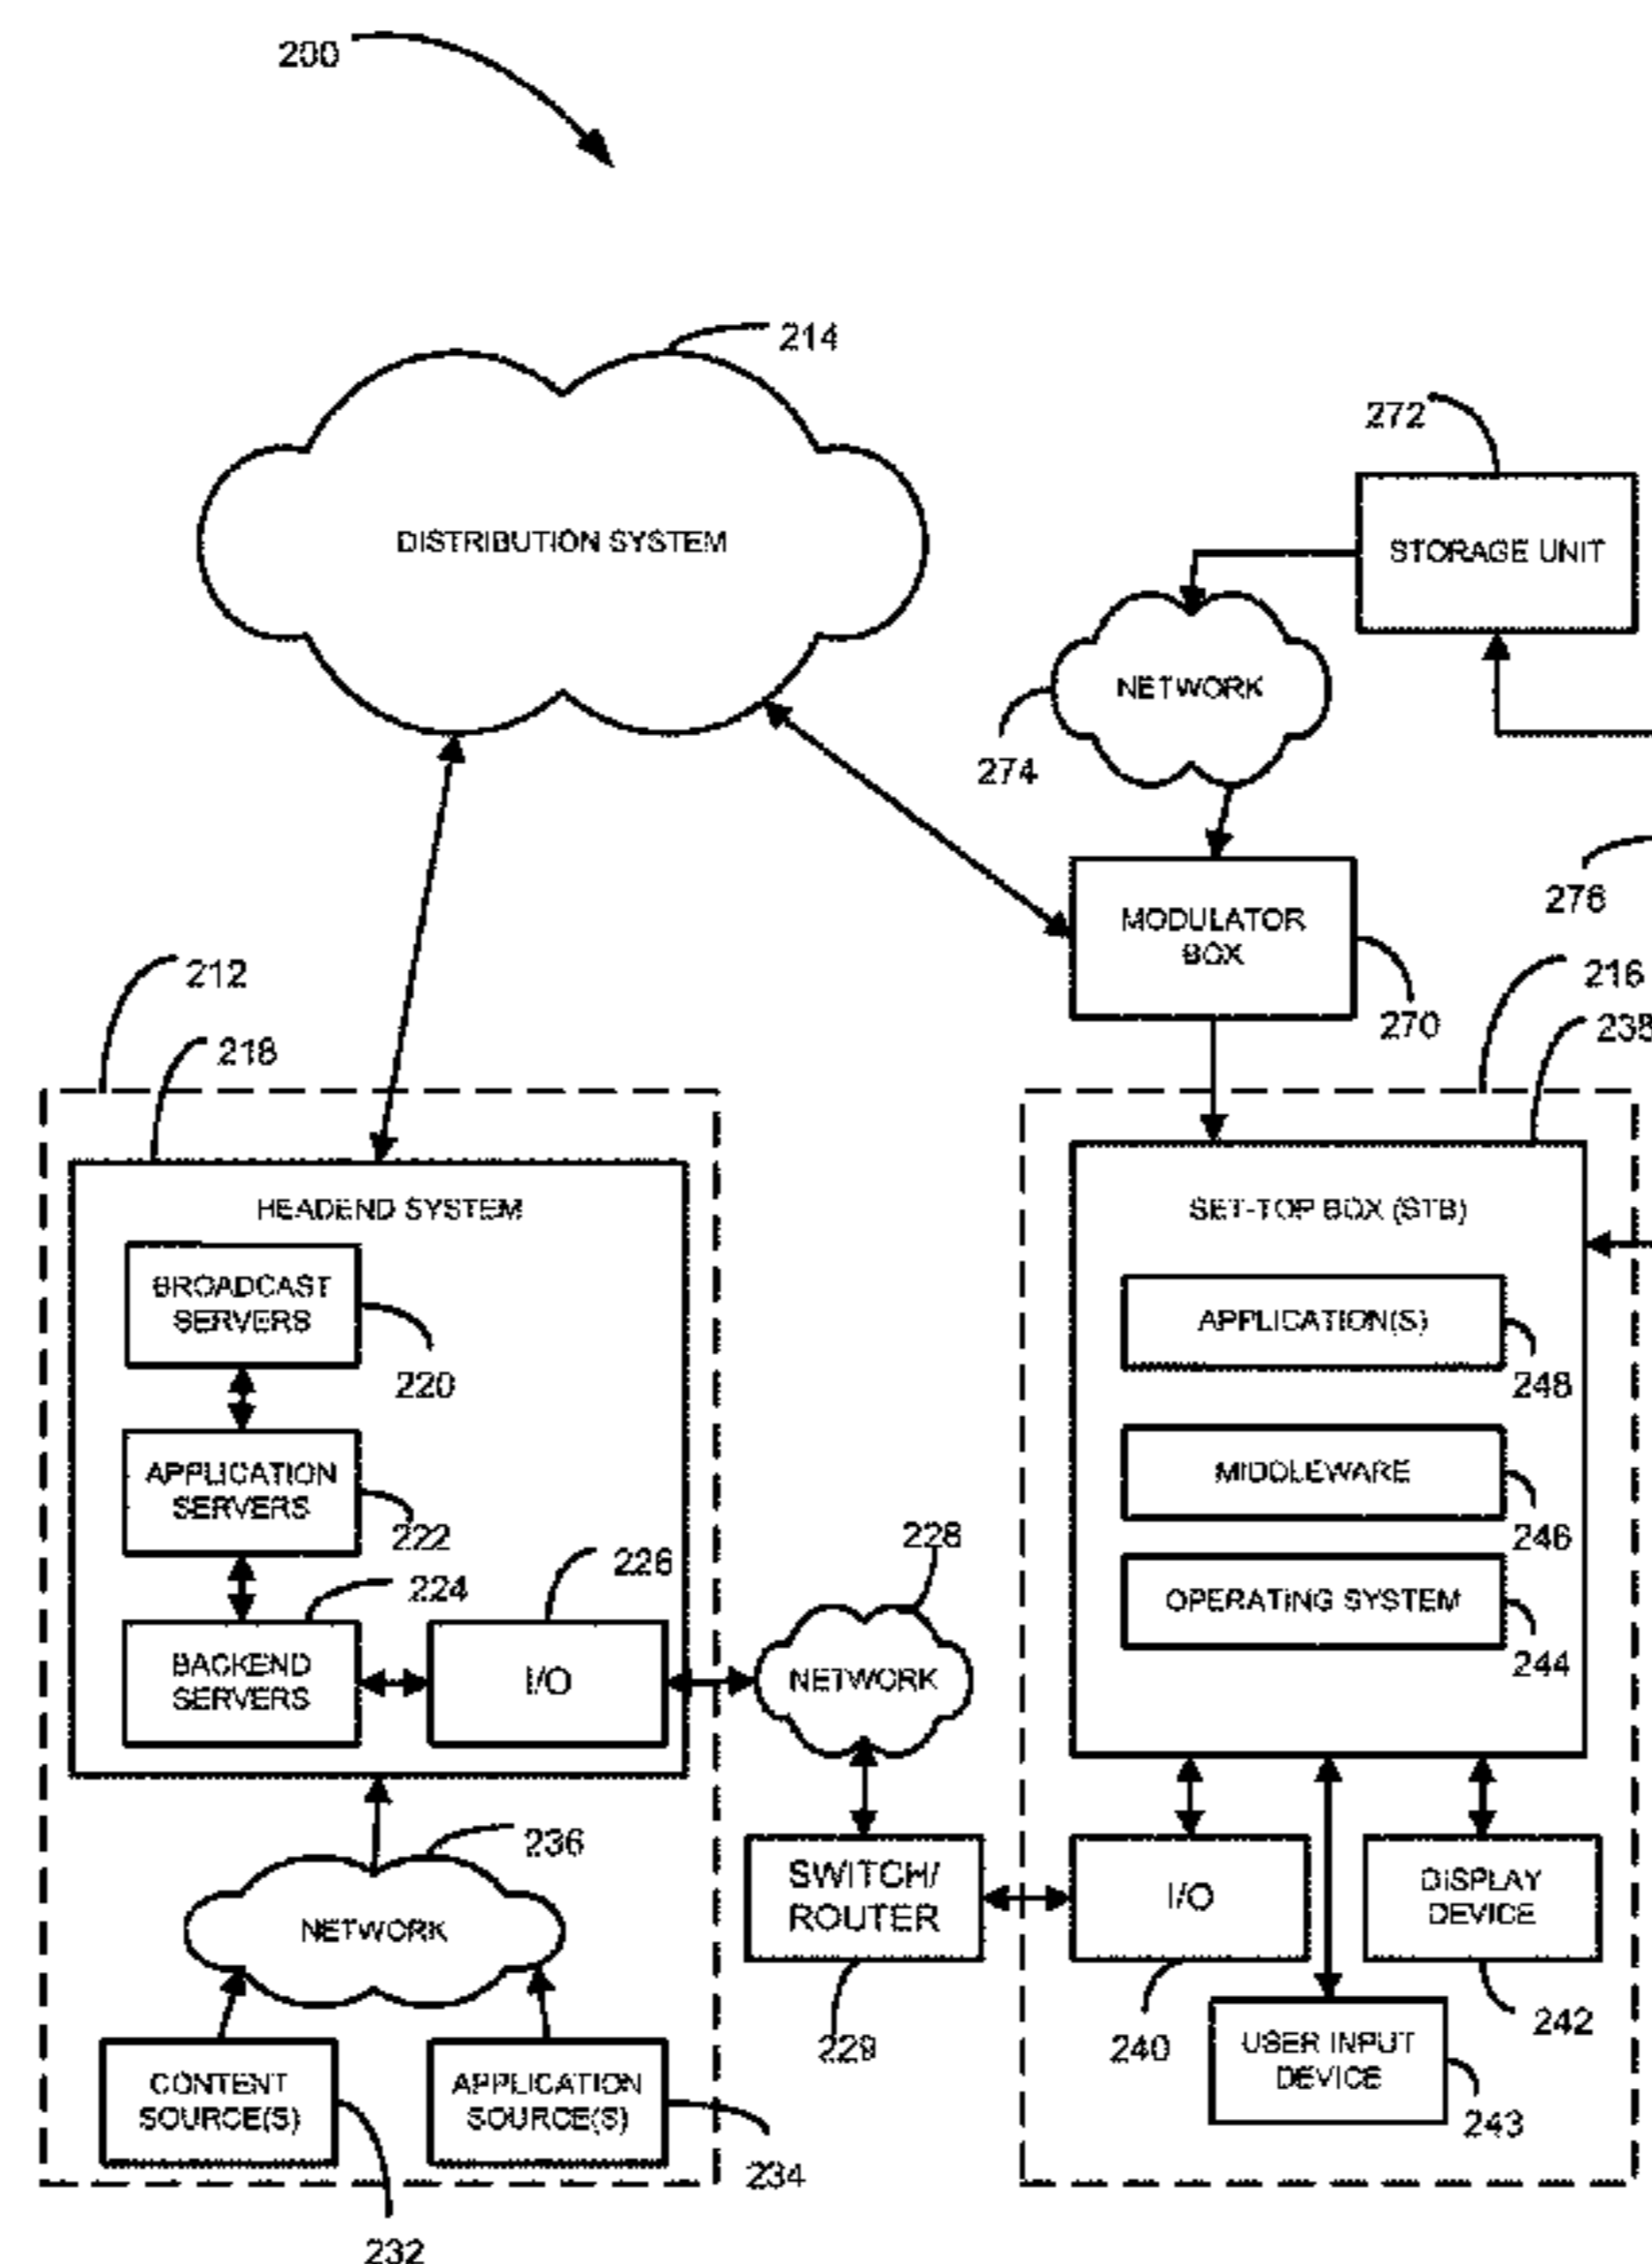 200
214
DISTRIBUTION SYSTEM
272
STORAGE UNIT
NETWORK
274
MODULATOR
BOX
270
276
212
218
216
238
HEADEND SYSTEM
BROADCAST
SERVERS
220
APPLICATION
SERVERS
222
224
226
BACKEND
SERVERS
I/O
228
NETWORK
SET-TOP BOX (STB)
APPLICATION(S)
248
MIDDLEWARE
246
OPERATING SYSTEM
244
236
NETWORK
SWITCH/
ROUTER
229
I/O
240
DISPLAY
DEVICE
242
USER INPUT
DEVICE
243
CONTENT
SOURCE(S)
232
APPLICATION
SOURCE(S)
234